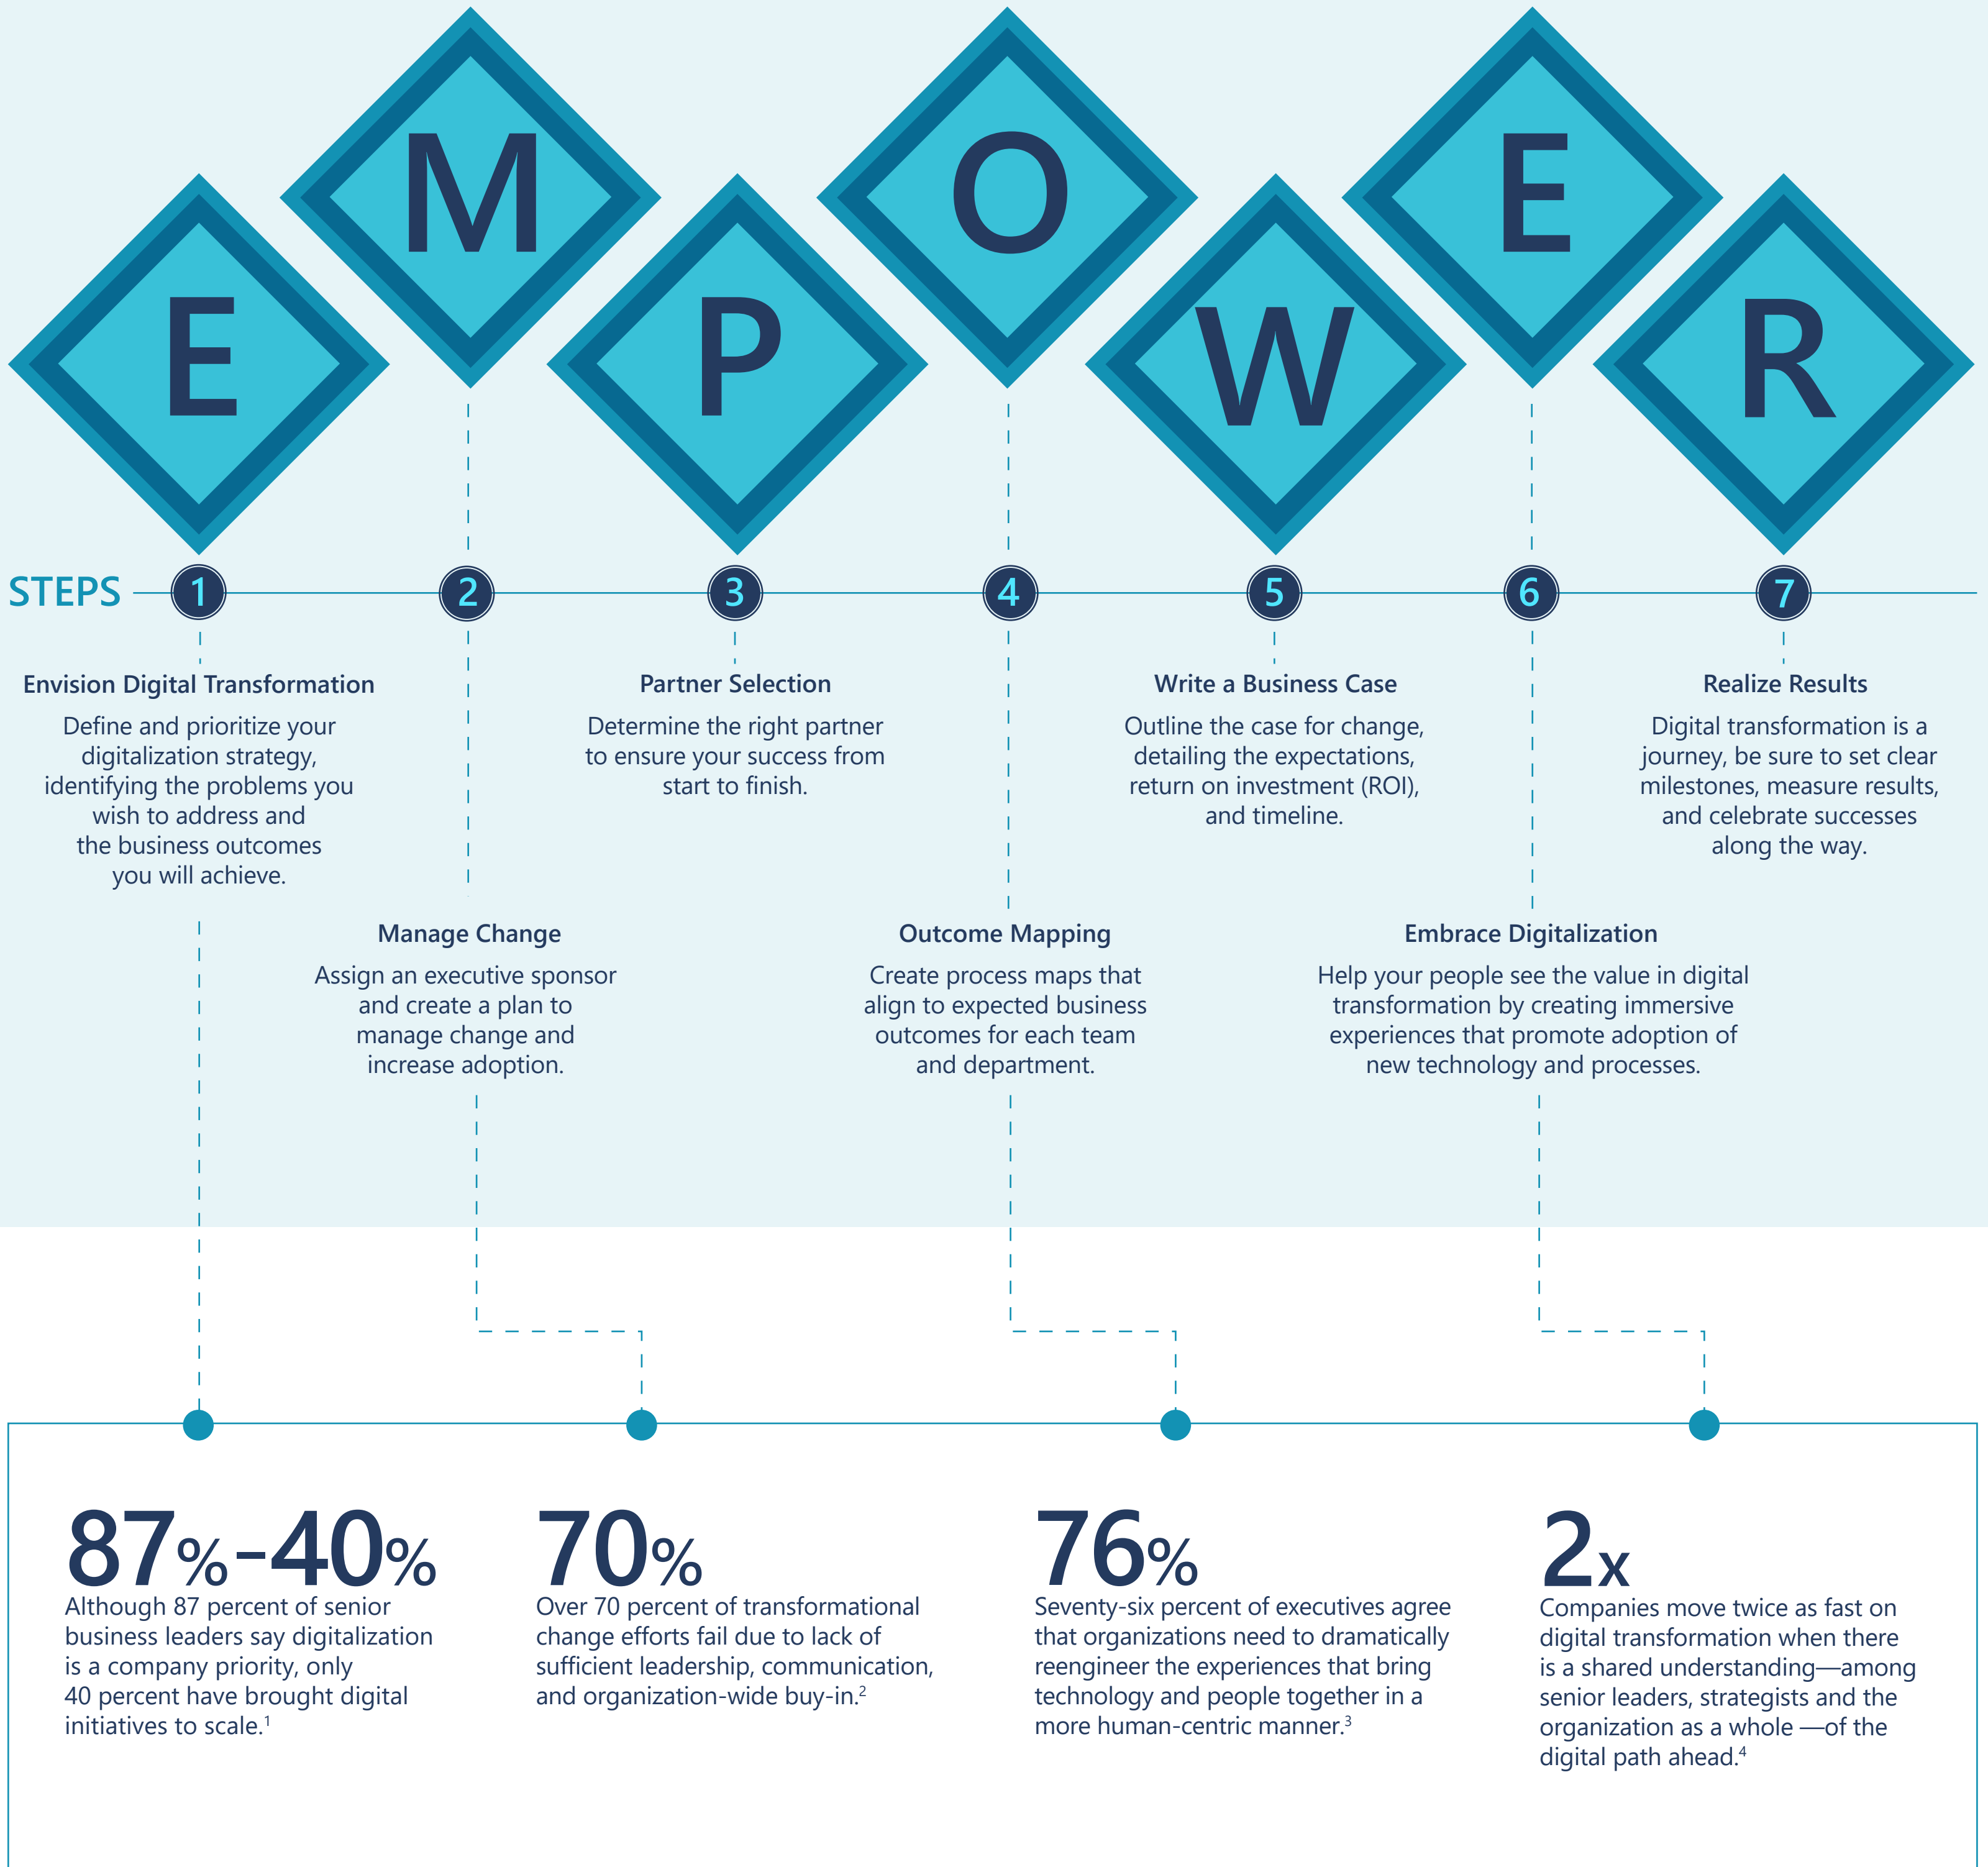 E
M
P
O
W
E
R
STEPS
1
2
3
4
5
6
7
Envision Digital Transformation
Define and prioritize your
digitalization strategy,
identifying the problems you
wish to address and
the business outcomes
you will achieve.
Manage Change
Assign an executive sponsor
and create a plan to
manage change and
increase adoption.
Partner Selection
Determine the right partner
to ensure your success from
start to finish.
Outcome Mapping
Create process maps that
align to expected business
outcomes for each team
and department.
Write a Business Case
Outline the case for change,
detailing the expectations,
return on investment (ROI),
and timeline.
Embrace Digitalization
Help your people see the value in digital
transformation by creating immersive
experiences that promote adoption of
new technology and processes.
Realize Results
Digital transformation is a
journey, be sure to set clear
milestones, measure results,
and celebrate successes
along the way.
87%-40%
Although 87 percent of senior
business leaders say digitalization
is a company priority, only
40 percent have brought digital
initiatives to scale.¹
70%
Over 70 percent of transformational
change efforts fail due to lack of
sufficient leadership, communication,
and organization-wide buy-in.²
76%
Seventy-six percent of executives agree
that organizations need to dramatically
reengineer the experiences that bring
technology and people together in a
more human-centric manner.³
2x
Companies move twice as fast on
digital transformation when there
is a shared understanding—among
senior leaders, strategists and the
organization as a whole —of the
digital path ahead.⁴